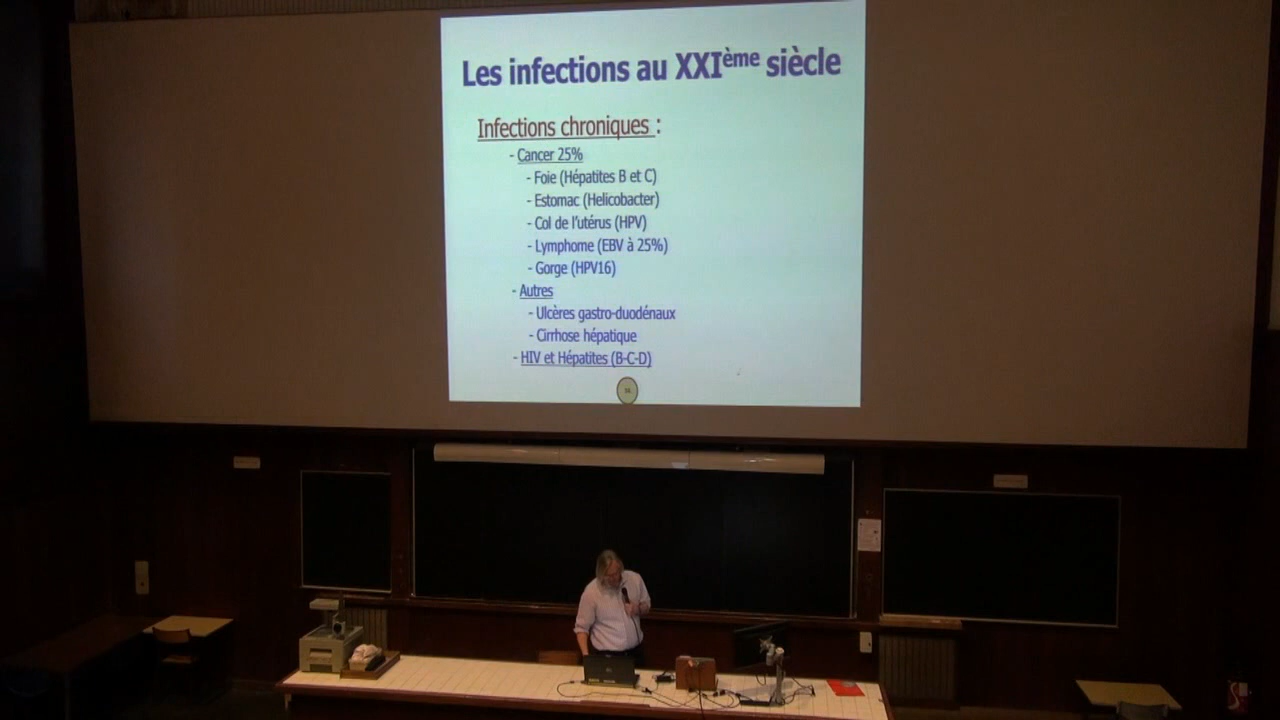 Les infections au XXIème siècle
Infections chroniques :
- Cancer 25%
- Foie (Hépatites B et C)
- Estomac (Helicobacter)
- Col de l'utérus (HPV)
- Lymphome (EBV à 25%)
- Gorge (HPV16)
- Autres
- Ulcères gastro-duodénaux
- Cirrhose hépatique
- HIV et Hépatites (B-C-D)